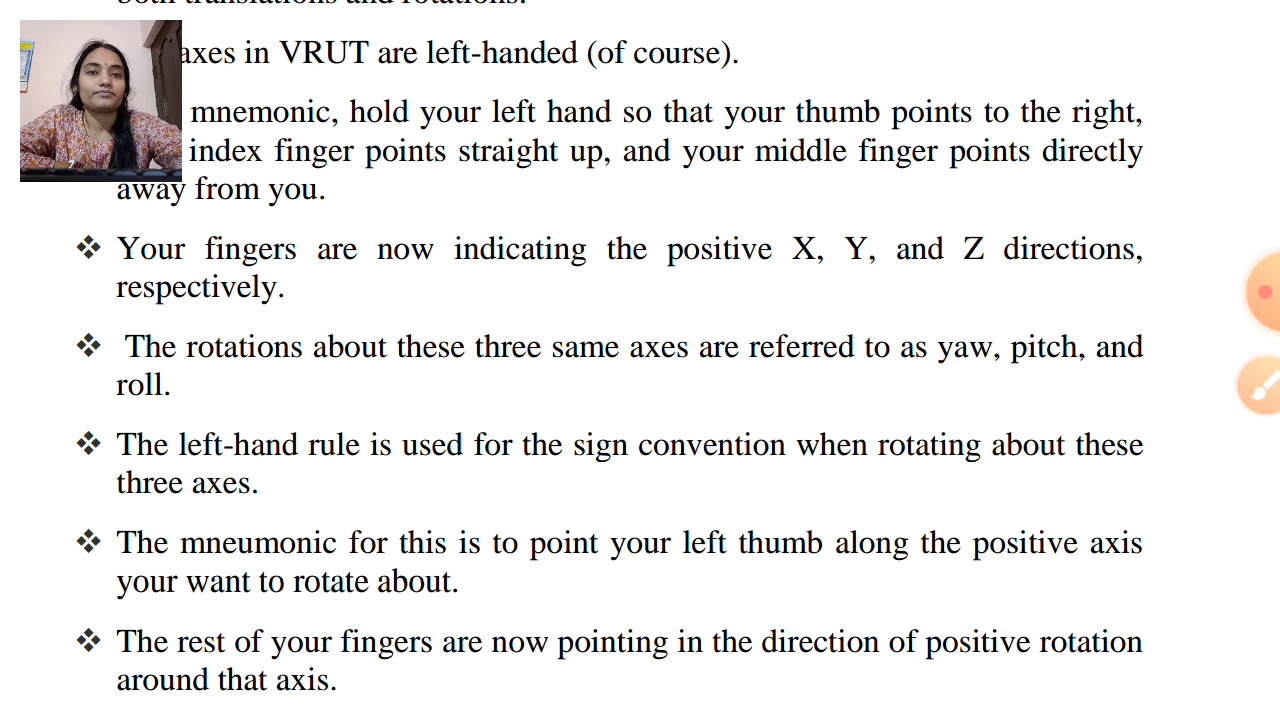 both translations and rotations.
axes in VRUT are left-handed (of course).
mnemonic, hold your left hand so that your thumb points to the right,
index finger points straight up, and your middle finger points directly
away from you.
❖ Your fingers are now indicating the positive X, Y, and Z directions,
respectively.
❖ The rotations about these three same axes are referred to as yaw, pitch, and
roll.
❖ The left-hand rule is used for the sign convention when rotating about these
three axes.
❖ The mneumonic for this is to point your left thumb along the positive axis
your want to rotate about.
❖ The rest of your fingers are now pointing in the direction of positive rotation
around that axis.